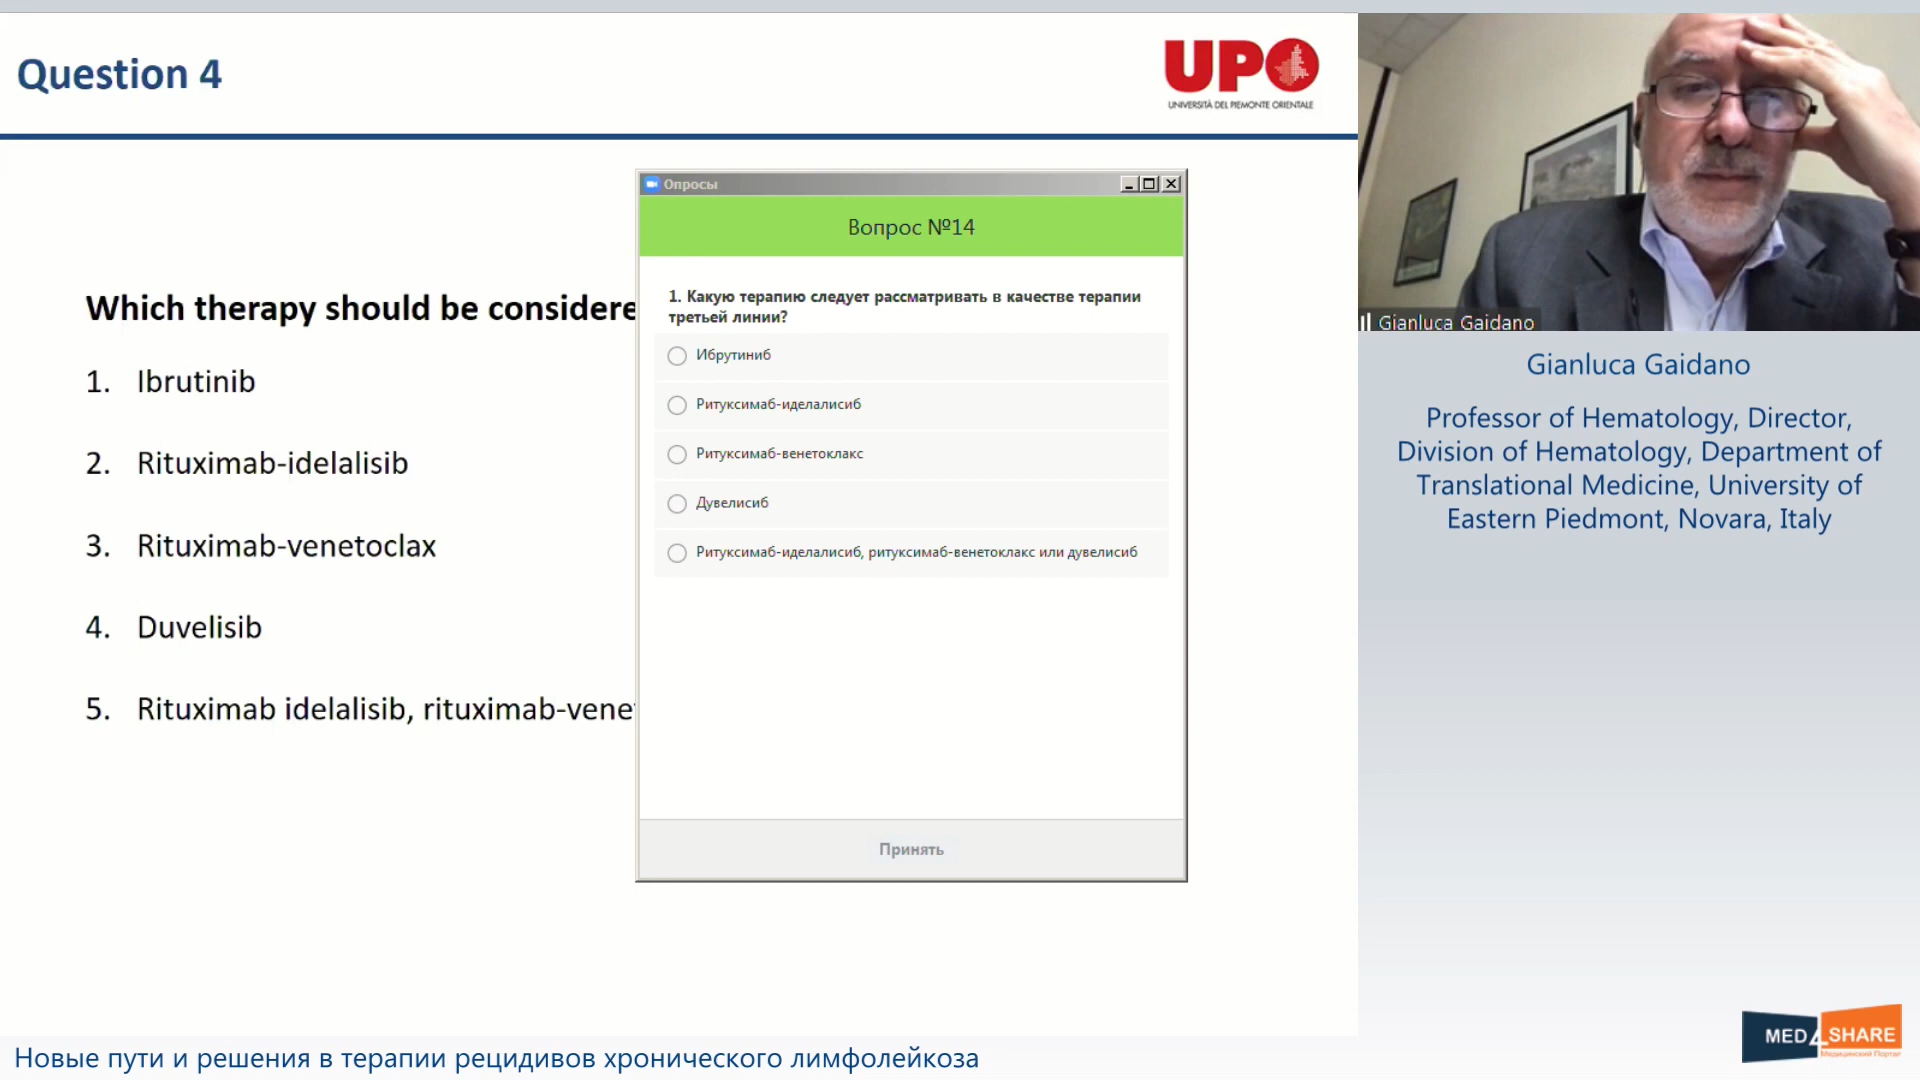 Question 4
UPO
UNIVERSITÀ DEL PIEMONTE ORIENTALE
Which therapy should be considere
1. Ibrutinib
2. Rituximab-idelalisib
3. Rituximab-venetoclax
4. Duvelisib
5. Rituximab idelalisib, rituximab-vene
Опросы
Вопрос №14
1. Какую терапию следует рассматривать в качестве терапии
третьей линии?
Ибрутиниб
Ритуксимаб-иделалисиб
Ритуксимаб-венетоклакс
Дувелисиб
Ритуксимаб-иделалисиб, ритуксимаб-венетоклакс или дувелисиб
Принять
Gianluca Gaidano
Gianluca Gaidano
Professor of Hematology, Director,
Division of Hematology, Department of
Translational Medicine, University of
Eastern Piedmont, Novara, Italy
MED4SHARE
Медицинский Портал
Новые пути и решения в терапии рецидивов хронического лимфолейкоза